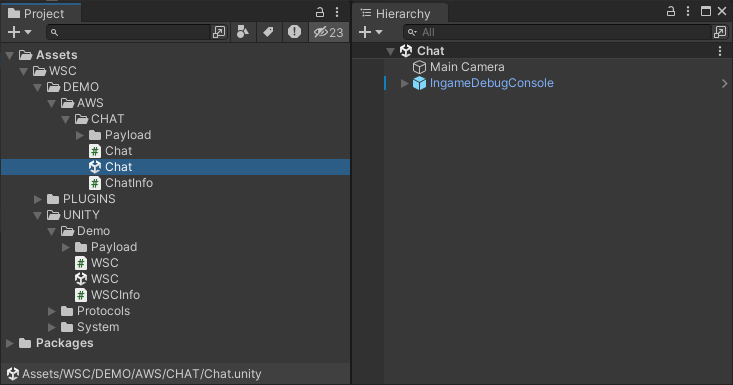 Project
23
Assets
WSC
DEMO
AWS
CHAT
Payload
# Chat
Chat
# ChatInfo
PLUGINS
UNITY
Demo
Payload
# WSC
WSC
# WSCInfo
Protocols
System
Packages
Assets/WSC/DEMO/AWS/CHAT/Chat.unity
Hierarchy
All
Chat
Main Camera
IngameDebugConsole